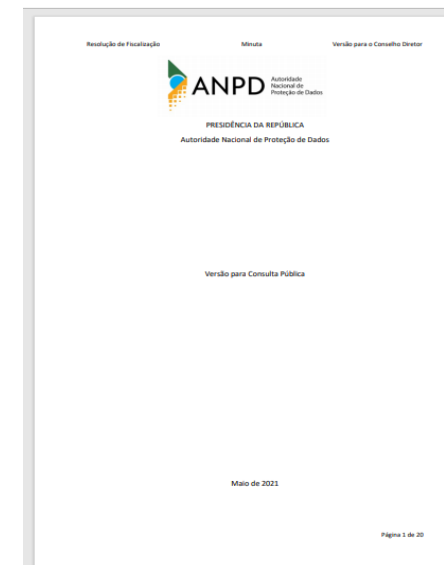 Resolução de Fiscalização Minuta Versão para o Conselho Diretor
ANPD Autoridade
Nacional de
Proteção de Dados
PRESIDÊNCIA DA REPÚBLICA
Autoridade Nacional de Proteção de Dados
Versão para Consulta Pública
Maio de 2021
Página 1 de 20